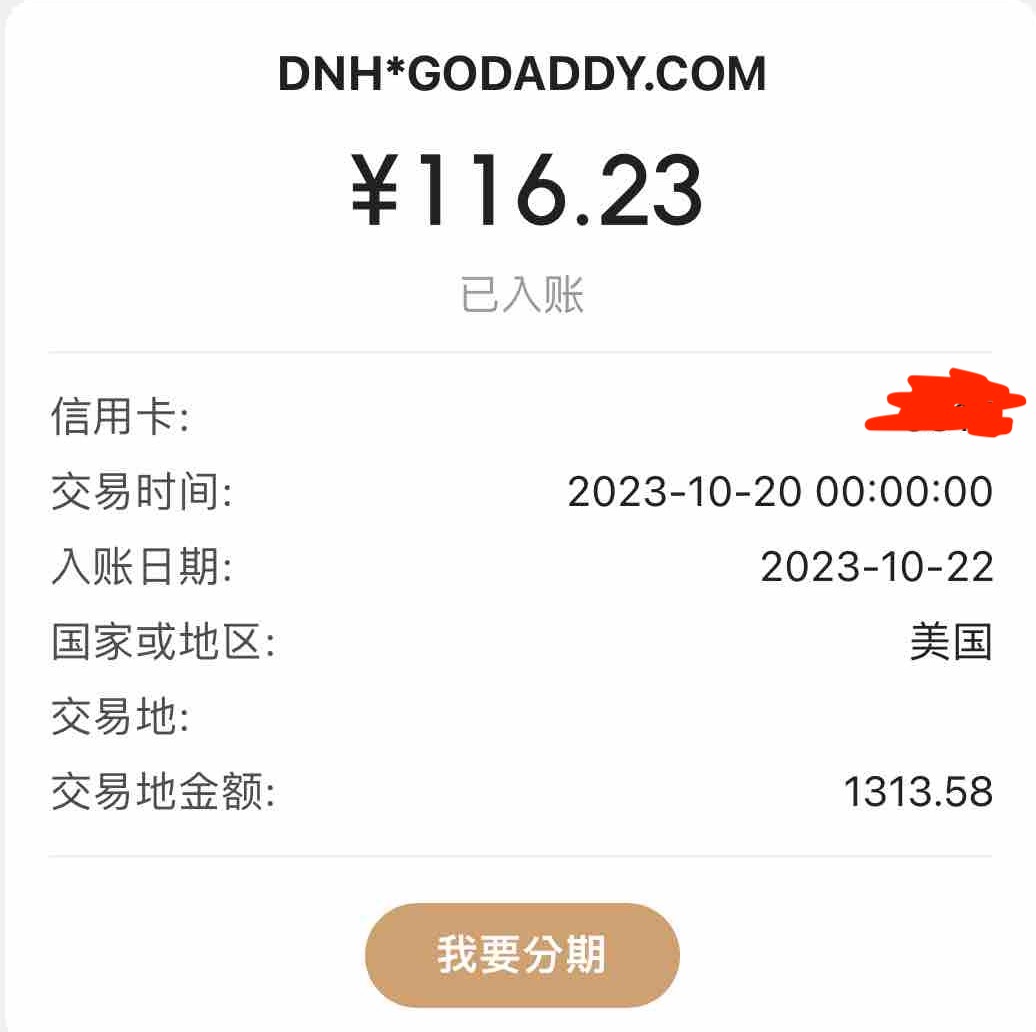 DNH*GODADDY.COM
¥116.23
已入账
信用卡:
交易时间: 2023-10-20 00:00:00
入账日期: 2023-10-22
国家或地区: 美国
交易地:
交易地金额: 1313.58
我要分期